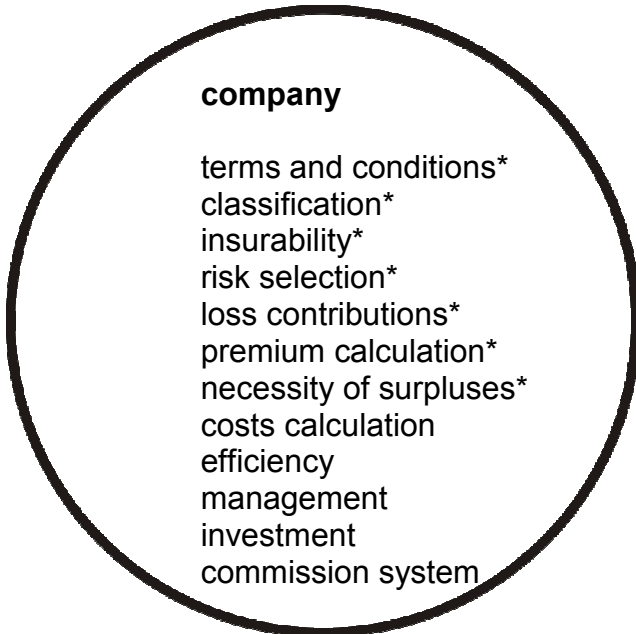 company
terms and conditions*
classification*
insurability*
risk selection*
loss contributions*
premium calculation*
necessity of surpluses*
costs calculation
efficiency
management
investment
commission system